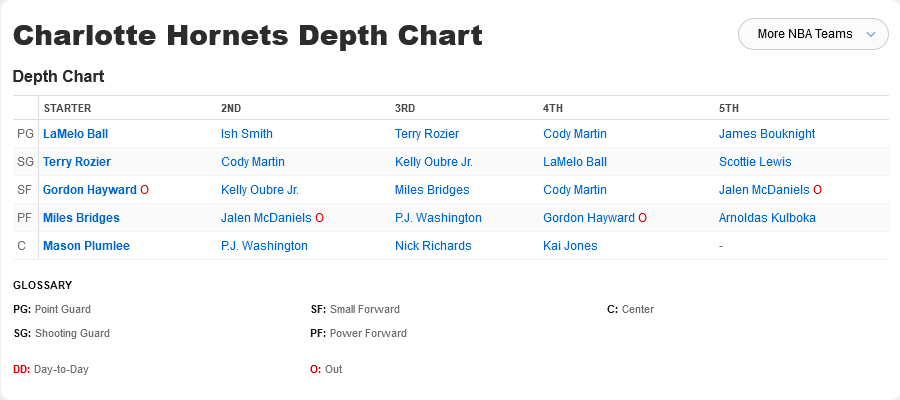 Charlotte Hornets Depth Chart
More NBA Teams
Depth Chart
STARTER 2ND 3RD 4TH 5TH
PG LaMelo Ball Ish Smith Terry Rozier Cody Martin James Bouknight
SG Terry Rozier Cody Martin Kelly Oubre Jr. LaMelo Ball Scottie Lewis
SF Gordon Hayward O Kelly Oubre Jr. Miles Bridges Cody Martin Jalen McDaniels O
PF Miles Bridges Jalen McDaniels O P.J. Washington Gordon Hayward O Arnoldas Kulboka
C Mason Plumlee P.J. Washington Nick Richards Kai Jones -
GLOSSARY
PG: Point Guard SF: Small Forward C: Center
SG: Shooting Guard PF: Power Forward
DD: Day-to-Day O: Out